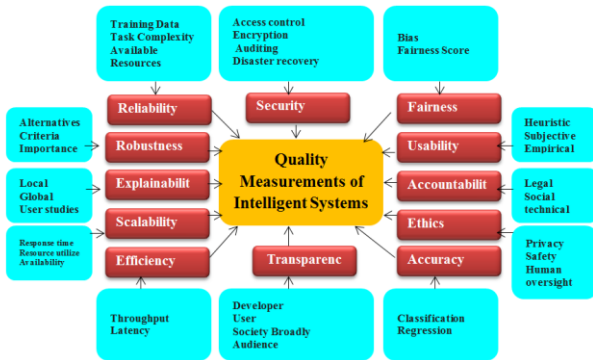 Training Data
Task Complexity
Available
Resources
Access control
Encryption
Auditing
Disaster recovery
Bias
Fairness Score
Reliability
Security
Fairness
Alternatives
Criteria
Importance
Robustness
Usability
Heuristic
Subjective
Empirical
Quality
Measurements of
Intelligent Systems
Local
Global
User studies
Explainabilit
Accountabilit
Legal
Social
technical
Response time
Resource utilize
Availability
Scalability
Ethics
Privacy
Safety
Human
oversight
Efficiency
Transparenc
Accuracy
Throughput
Latency
Developer
User
Society Broadly
Audience
Classification
Regression